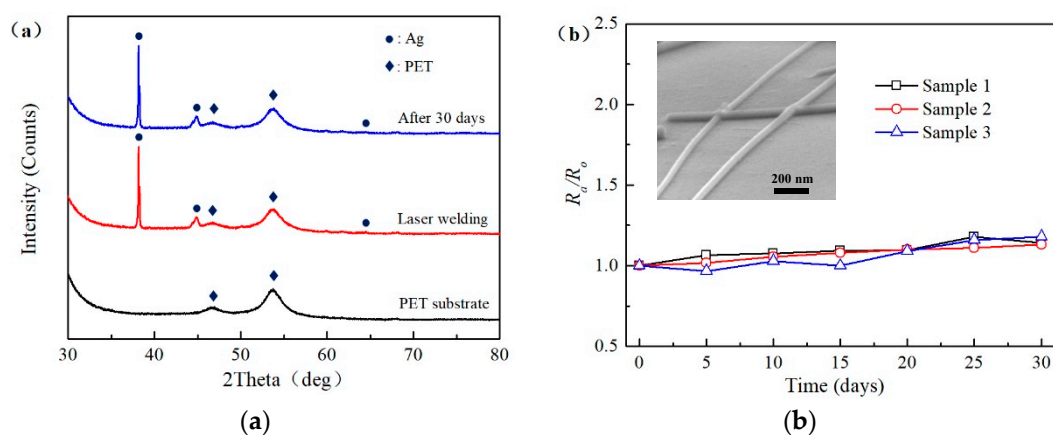 (a)
: Ag
: PET
After 30 days
Laser welding
PET substrate
Intensity (Counts)
30 40 50 60 70 80
2Theta（deg）
(a)
(b)
2.5
2.0
1.5
1.0
0.5
Rₐ/Rₒ
200 nm
Sample 1
Sample 2
Sample 3
0 5 10 15 20 25 30
Time (days)
(b)